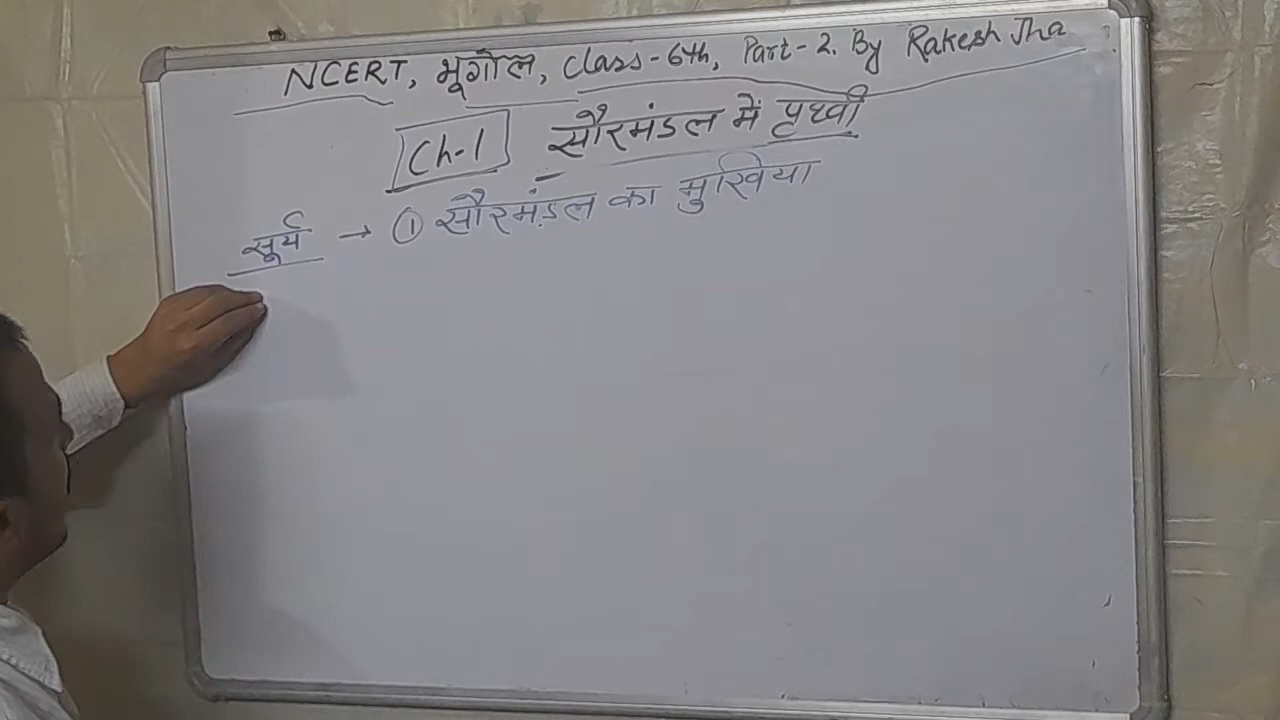 NCERT, भूगोल, Class-6th, Part-2. By Rakesh Jha
Ch-1 सौरमंडल में पृथ्वी
सूर्य → ① सौरमंडल का मुखिया